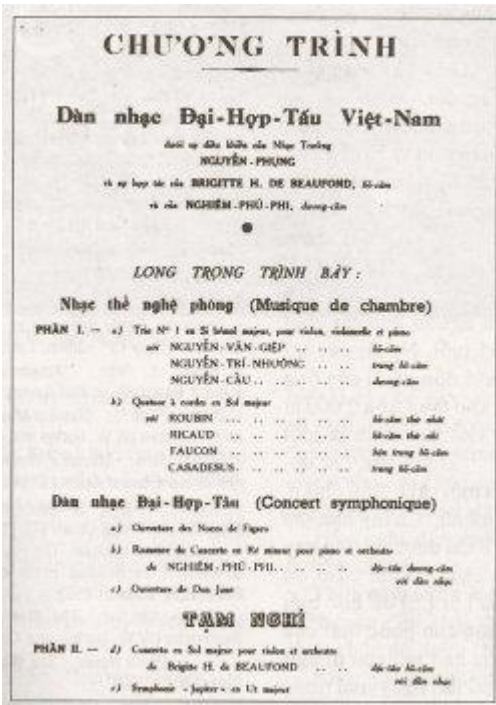 CHƯƠNG TRÌNH
Dàn nhạc Đại-Hợp-Tấu Việt-Nam
dưới sự điều khiển của Nhạc Trưởng
NGUYỄN-PHỤNG
và sự hợp tác của BRIGITTE H. DE BEAUFOND, hồ-cầm
và của NGHIÊM-PHÚ-PHI, dương-cầm
LONG TRỌNG TRÌNH BÀY :
Nhạc thể nghệ phòng (Musique de chambre)
PHẦN I. — a) Trio Nº 1 en Si bémol majeur, pour violon, violoncelle et piano
với NGUYỄN-VĂN-GIỆP .. .. .. hồ-cầm
NGUYỄN-TRÍ-NHƯỜNG .. .. trung hồ-cầm
NGUYỄN-CẦU .. .. .. .. dương-cầm
b) Quatuor à cordes en Sol majeur
với ROUBIN ... .. .. .. .. hồ-cầm thứ nhất
RICAUD .. .. .. .. .. hồ-cầm thứ nhì
FAUCON .. .. .. .. .. trung hồ-cầm
CASADESUS. .. .. .. .. trung hồ-cầm
Dàn nhạc Đại-Hợp-Tấu (Concert symphonique)
a) Ouverture des Noces de Figaro
b) Romance du Concerto en Ré mineur pour piano et orchestre
do NGHIÊM-PHÚ-PHI.. .. .. độc-tấu dương-cầm
với dàn nhạc
c) Ouverture de Don Juan
TẠM NGHỈ
PHẦN II. — d) Concerto en Sol majeur pour violon et orchestre
do Brigitte H. de BEAUFOND .. .. độc-tấu hồ-cầm
với dàn nhạc
e) Symphonie « Jupiter » en Ut majeur